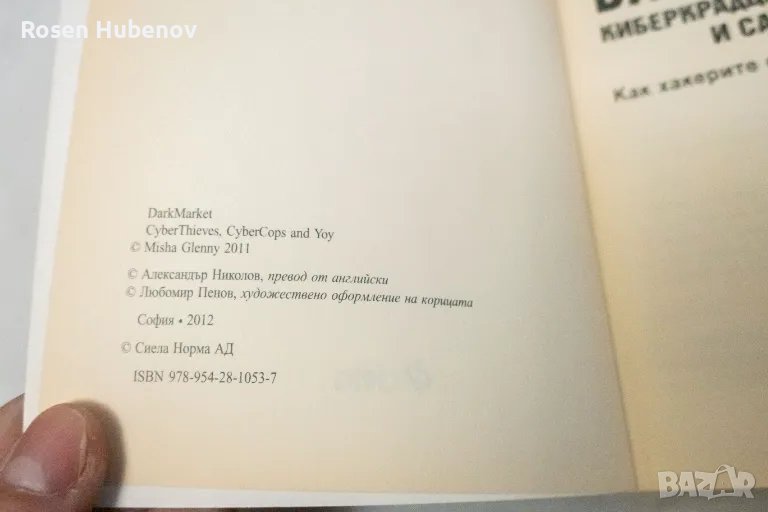 Rosen Hubenov
КИБЕРКРАДЦ
И СА
Как хакерите
DarkMarket
CyberThieves, CyberCops and Yoy
© Misha Glenny 2011
© Александър Николов, превод от английски
© Любомир Пенов, художествено оформление на корицата
София • 2012
© Сиела Норма АД
ISBN 978-954-28-1053-7
BAZAR